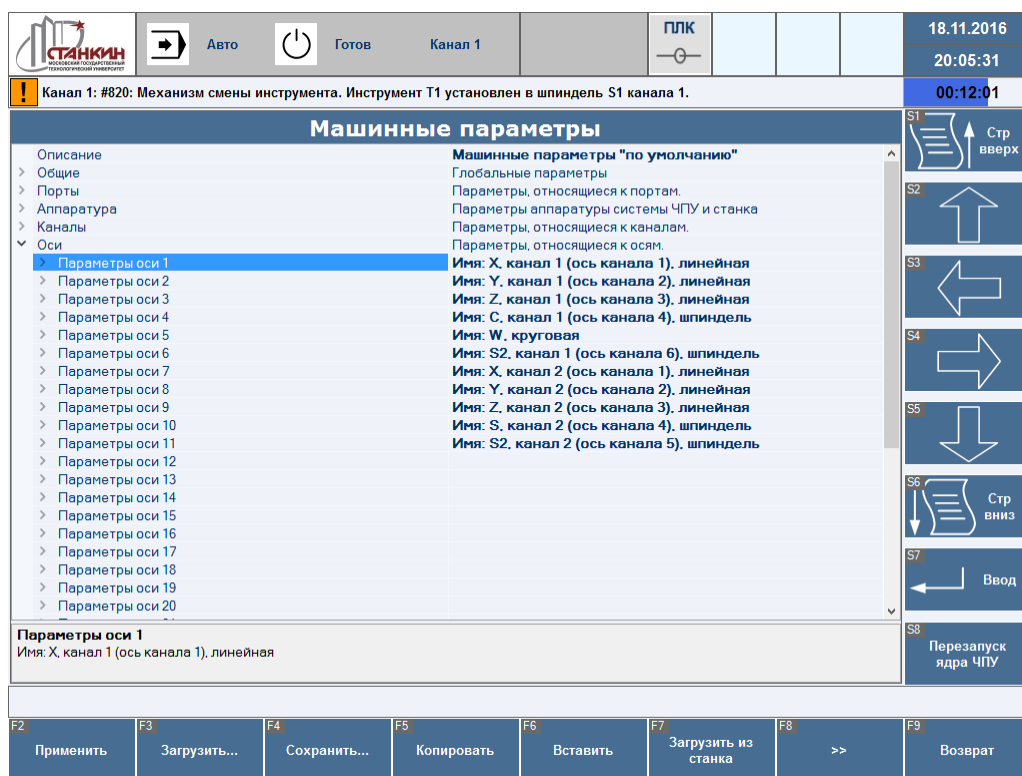 СТАНКИН
МОСКОВСКИЙ ГОСУДАРСТВЕННЫЙ
ТЕХНОЛОГИЧЕСКИЙ УНИВЕРСИТЕТ
Авто
Готов
Канал 1
ПЛК
18.11.2016
20:05:31
! Канал 1: #820: Механизм смены инструмента. Инструмент T1 установлен в шпиндель S1 канала 1.
00:12:01
Машинные параметры
Описание Машинные параметры "по умолчанию"
Общие Глобальные параметры
Порты Параметры, относящиеся к портам.
Аппаратура Параметры аппаратуры системы ЧПУ и станка
Каналы Параметры, относящиеся к каналам.
Оси Параметры, относящиеся к осям.
Параметры оси 1 Имя: X, канал 1 (ось канала 1), линейная
Параметры оси 2 Имя: Y, канал 1 (ось канала 2), линейная
Параметры оси 3 Имя: Z, канал 1 (ось канала 3), линейная
Параметры оси 4 Имя: C, канал 1 (ось канала 4), шпиндель
Параметры оси 5 Имя: W, круговая
Параметры оси 6 Имя: S2, канал 1 (ось канала 6), шпиндель
Параметры оси 7 Имя: X, канал 2 (ось канала 1), линейная
Параметры оси 8 Имя: Y, канал 2 (ось канала 2), линейная
Параметры оси 9 Имя: Z, канал 2 (ось канала 3), линейная
Параметры оси 10 Имя: S, канал 2 (ось канала 4), шпиндель
Параметры оси 11 Имя: S2, канал 2 (ось канала 5), шпиндель
Параметры оси 12
Параметры оси 13
Параметры оси 14
Параметры оси 15
Параметры оси 16
Параметры оси 17
Параметры оси 18
Параметры оси 19
Параметры оси 20
Параметры оси 1
Имя: X, канал 1 (ось канала 1), линейная
S1
Стр
вверх
S2
S3
S4
S5
S6
Стр
вниз
S7
Ввод
S8
Перезапуск
ядра ЧПУ
F2
Применить
F3
Загрузить...
F4
Сохранить...
F5
Копировать
F6
Вставить
F7
Загрузить из
станка
F8
>>
F9
Возврат